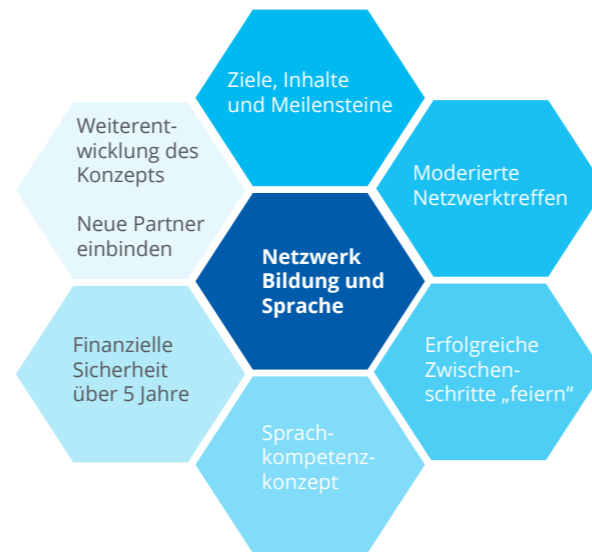 Ziele, Inhalte
und Meilensteine
Moderierte
Netzwerktreffen
Erfolgreiche
Zwischen-
schritte „feiern“
Sprach-
kompetenz-
konzept
Finanzielle
Sicherheit
über 5 Jahre
Weiterent-
wicklung des
Konzepts
Neue Partner
einbinden
Netzwerk
Bildung und
Sprache